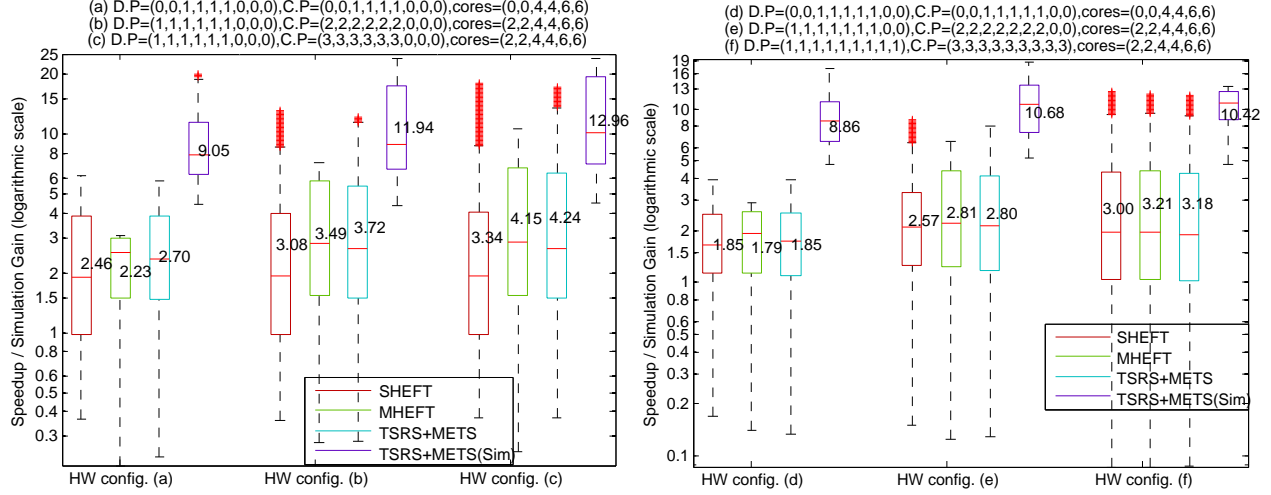 (a) D.P=(0,0,1,1,1,1,1,0,0,0),C.P=(0,0,1,1,1,1,1,0,0,0),cores=(0,0,4,4,6,6)
(b) D.P=(1,1,1,1,1,1,1,0,0,0),C.P=(2,2,2,2,2,2,2,0,0,0),cores=(2,2,4,4,6,6)
(c) D.P=(1,1,1,1,1,1,1,0,0,0),C.P=(3,3,3,3,3,3,3,0,0,0),cores=(2,2,4,4,6,6)
Speedup / Simulation Gain (logarithmic scale)
25
20
15
10
8
6
5
4
3
2
1.5
1
0.8
0.6
0.5
0.4
0.3
2.46
2.23
2.70
9.05
3.08
3.49
3.72
11.94
3.34
4.15
4.24
12.96
SHEFT
MHEFT
TSRS+METS
TSRS+METS(Sim)
HW config. (a)
HW config. (b)
HW config. (c)
(d) D.P=(0,0,1,1,1,1,1,1,0,0),C.P=(0,0,1,1,1,1,1,1,0,0),cores=(0,0,4,4,6,6)
(e) D.P=(1,1,1,1,1,1,1,1,0,0),C.P=(2,2,2,2,2,2,2,2,0,0),cores=(2,2,4,4,6,6)
(f) D.P=(1,1,1,1,1,1,1,1,1,1),C.P=(3,3,3,3,3,3,3,3,3,3),cores=(2,2,4,4,6,6)
Speedup / Simulation Gain (logarithmic scale)
19
16
13
10
8
6
5
4
3
2
1.5
1
0.8
0.6
0.5
0.4
0.3
0.2
0.1
1.85
1.79
1.85
8.86
2.57
2.81
2.80
10.68
3.00
3.21
3.18
10.42
SHEFT
MHEFT
TSRS+METS
TSRS+METS(Sim)
HW config. (d)
HW config. (e)
HW config. (f)